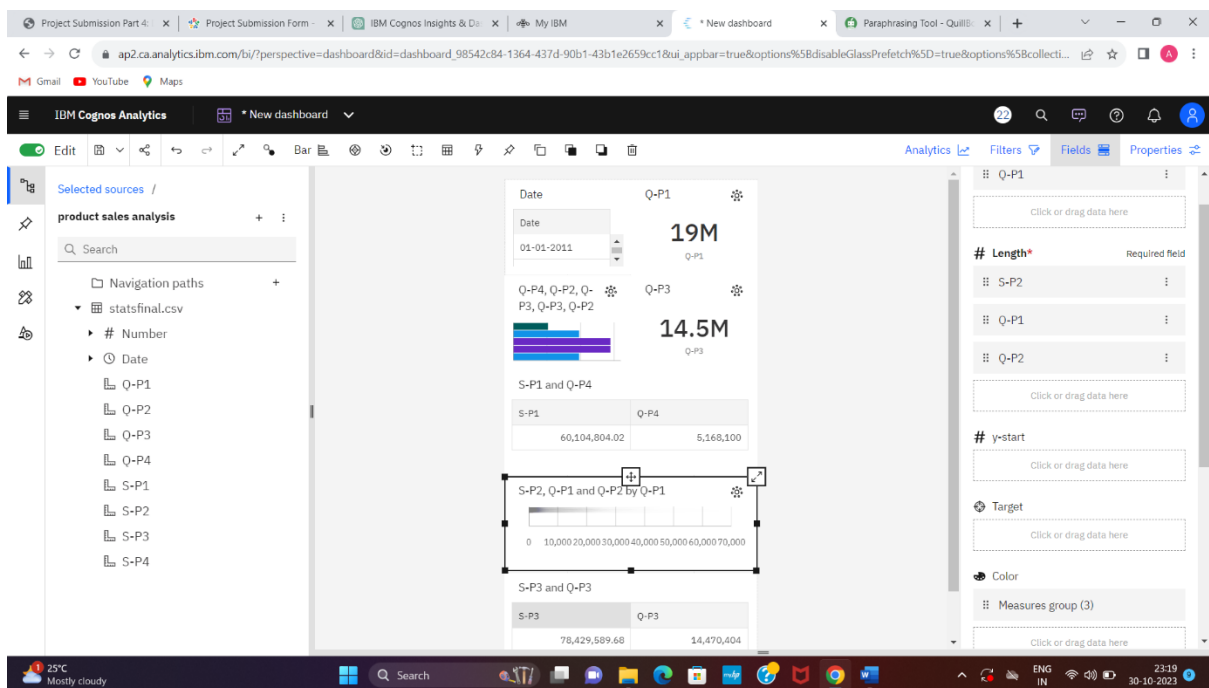 Project Submission Part 4:
Project Submission Form -
IBM Cognos Insights & Da
My IBM
* New dashboard
Paraphrasing Tool - QuillBo
ap2.ca.analytics.ibm.com/bi/?perspective=dashboard&id=dashboard_98542c84-1364-437d-90b1-43b1e2659cc1&ui_appbar=true&options%5BdisableGlassPrefetch%5D=true&options%5Bcollecti...
A
Gmail YouTube Maps
IBM Cognos Analytics
* New dashboard
22
Edit
Bar
Analytics
Filters
Fields
Properties
Selected sources /
product sales analysis
Search
Navigation paths
statsfinal.csv
# Number
Date
Q-P1
Q-P2
Q-P3
Q-P4
S-P1
S-P2
S-P3
S-P4
Date
Date
01-01-2011
Q-P1
19M
Q-P1
Q-P4, Q-P2, Q-
P3, Q-P3, Q-P2
Q-P3
14.5M
Q-P3
S-P1 and Q-P4
S-P1 Q-P4
60,104,804.02 5,168,100
S-P2, Q-P1 and Q-P2 by Q-P1
0 10,000 20,000 30,000 40,000 50,000 60,000 70,000
S-P3 and Q-P3
S-P3 Q-P3
78,429,589.68 14,470,404
Q-P1
Click or drag data here
# Length* Required field
S-P2
Q-P1
Q-P2
Click or drag data here
# y-start
Click or drag data here
Target
Click or drag data here
Color
Measures group (3)
Click or drag data here
1
25°C
Mostly cloudy
Search
ENG
IN
23:19
30-10-2023